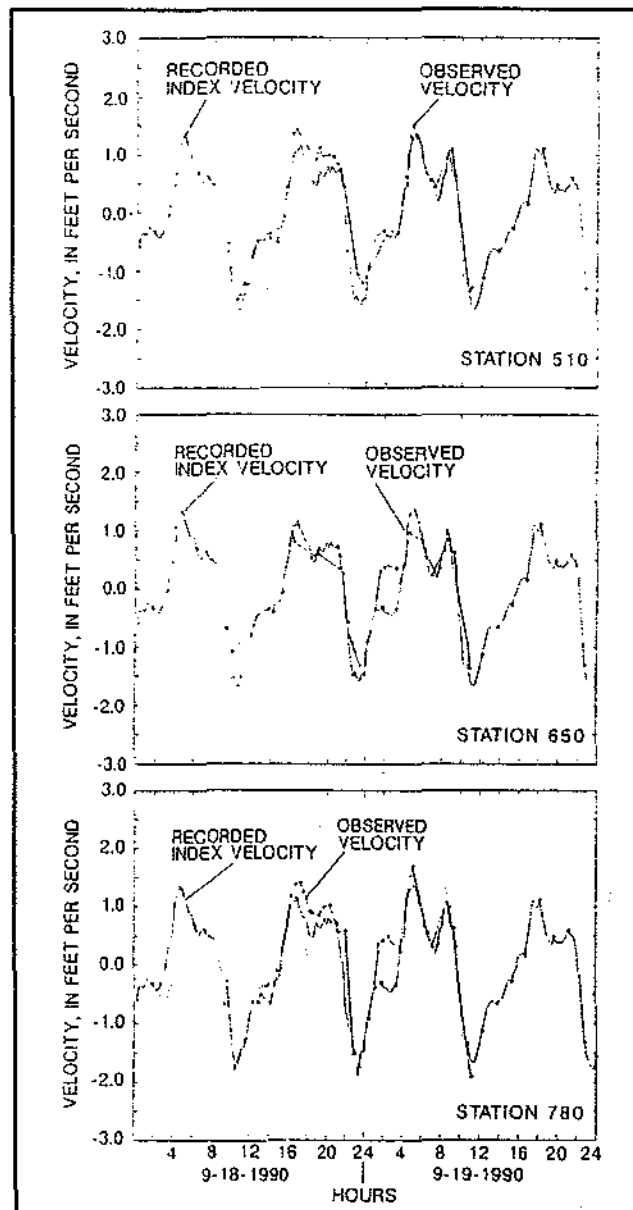 VELOCITY, IN FEET PER SECOND
3.0
2.0
1.0
0.0
-1.0
-2.0
-3.0
RECORDED
INDEX VELOCITY
OBSERVED
VELOCITY
STATION 510
VELOCITY, IN FEET PER SECOND
3.0
2.0
1.0
0.0
-1.0
-2.0
-3.0
RECORDED
INDEX VELOCITY
OBSERVED
VELOCITY
STATION 650
VELOCITY, IN FEET PER SECOND
3.0
2.0
1.0
0.0
-1.0
-2.0
-3.0
RECORDED
INDEX VELOCITY
OBSERVED
VELOCITY
STATION 780
4 8 12 16 20 24 4 8 12 16 20 24
9-18-1990 9-19-1990
HOURS